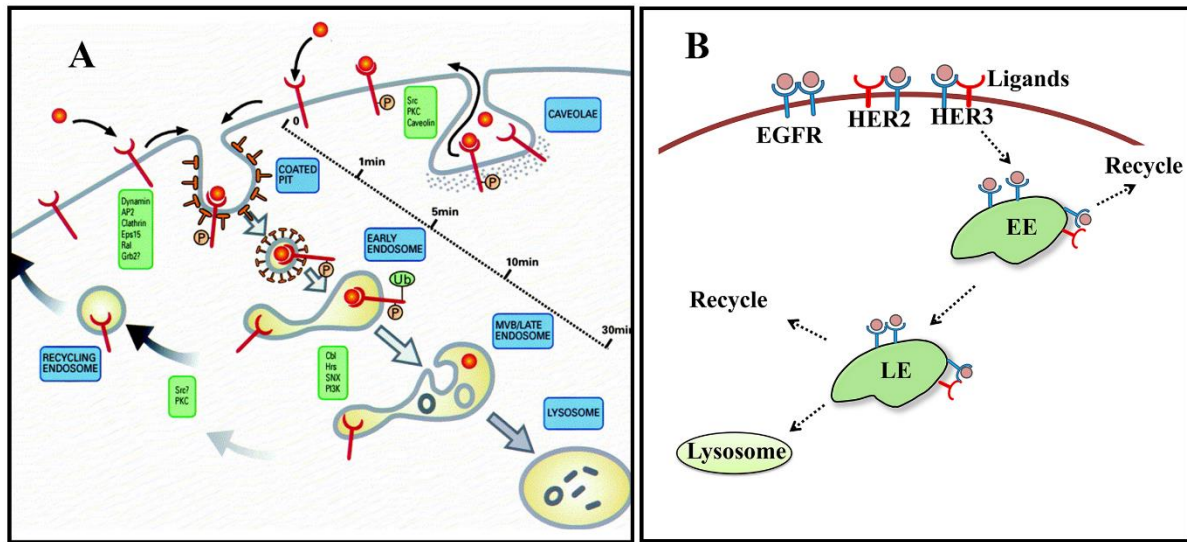 A
0
1min
5min
10min
30min
Src
PKC
Caveolin
P
P
CAVEOLAE
COATED
PIT
Dynamin
AP2
Clathrin
Eps15
Ral
Grb2?
P
P
EARLY
ENDOSOME
Ub
P
MVB/LATE
ENDOSOME
RECYCLING
ENDOSOME
Src?
PKC
Cbl
Hrs
SNX
PI3K
LYSOSOME
B
Ligands
EGFR
HER2
HER3
Recycle
EE
Recycle
LE
Lysosome